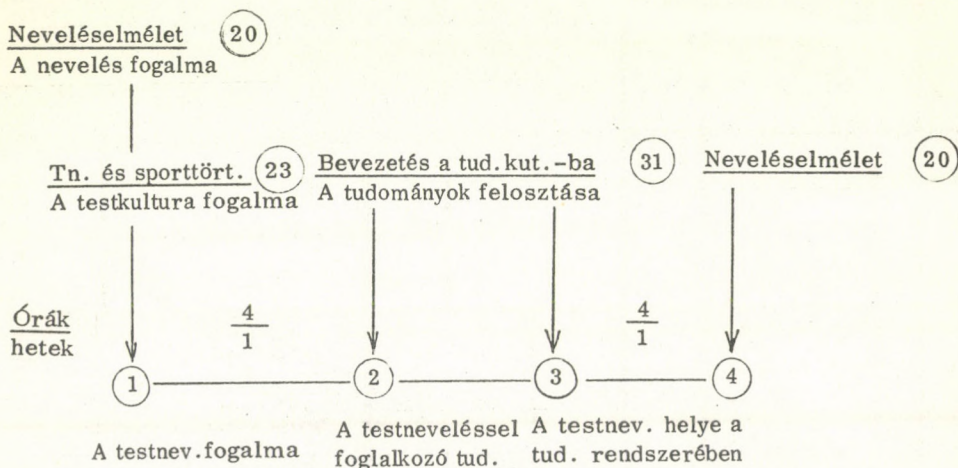 Neveléselmélet 20
A nevelés fogalma
Tn. és sporttört. 23
A testkultura fogalma
Bevezetés a tud.kut.-ba 31
A tudományok felosztása
Neveléselmélet 20
Órák
hetek
4
1
4
1
1
2
3
4
A testnev.fogalma
A testneveléssel
foglalkozó tud.
A testnev. helye a
tud. rendszerében